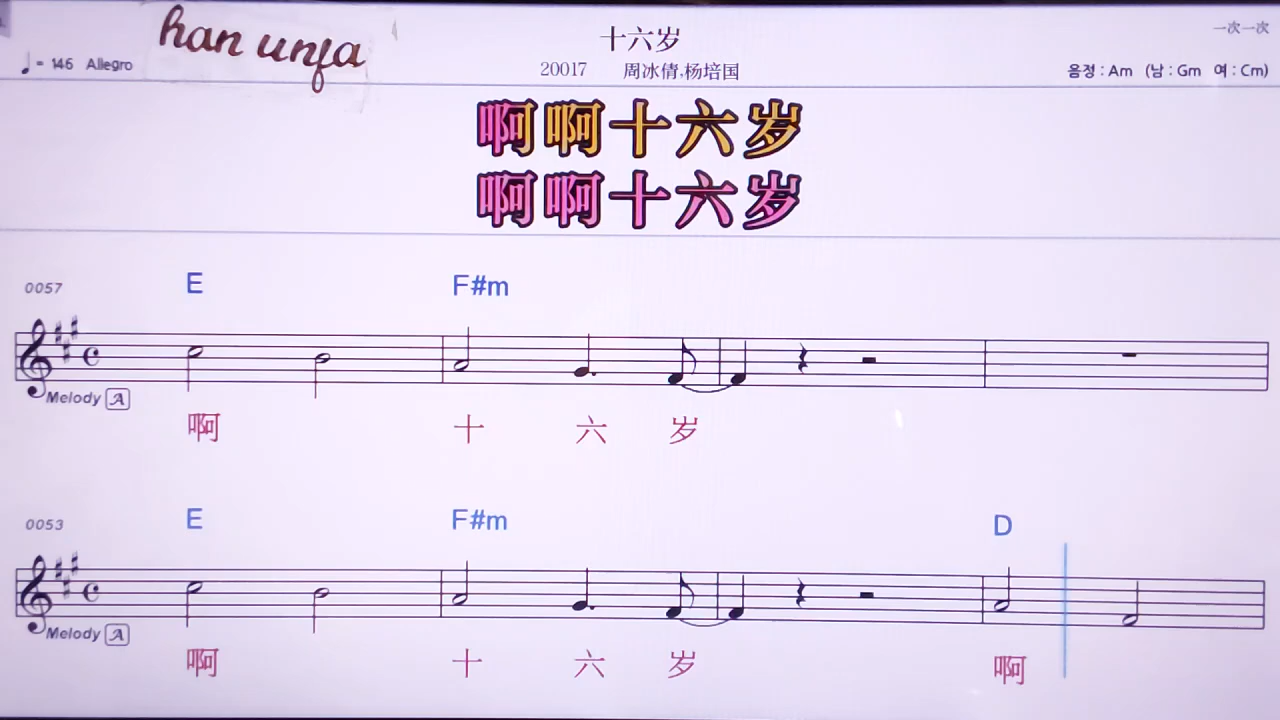 han unfa
十六岁
一次一次
♩= 146 Allegro
20017 周冰倩,杨培国
음정 : Am (남 : Gm 여 : Cm)
啊啊十六岁
啊啊十六岁
0057 E F#m
Melody A
啊 十 六 岁
0053 E F#m D
Melody A
啊 十 六 岁 啊